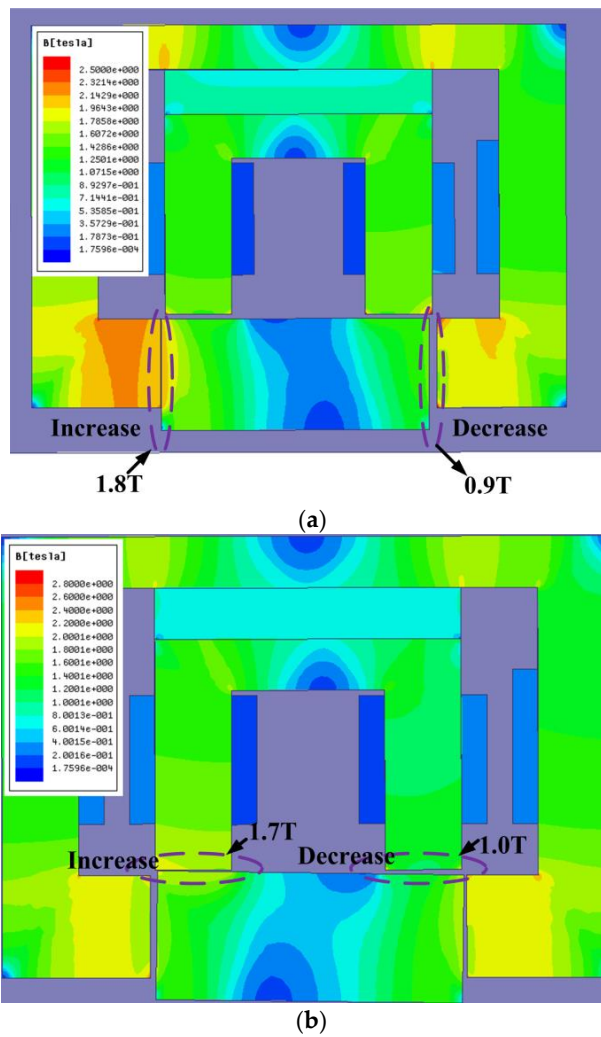 B[tesla]
2.5000e+000
2.3214e+000
2.1429e+000
1.9643e+000
1.7858e+000
1.6072e+000
1.4286e+000
1.2501e+000
1.0715e+000
8.9297e-001
7.1441e-001
5.3585e-001
3.5729e-001
1.7873e-001
1.7596e-004
Increase
Decrease
1.8T
0.9T
(a)
B[tesla]
2.8000e+000
2.6000e+000
2.4000e+000
2.2000e+000
2.0001e+000
1.8001e+000
1.6001e+000
1.4001e+000
1.2001e+000
1.0001e+000
8.0013e-001
6.0014e-001
4.0015e-001
2.0016e-001
1.7596e-004
1.7T
1.0T
Increase
Decrease
(b)